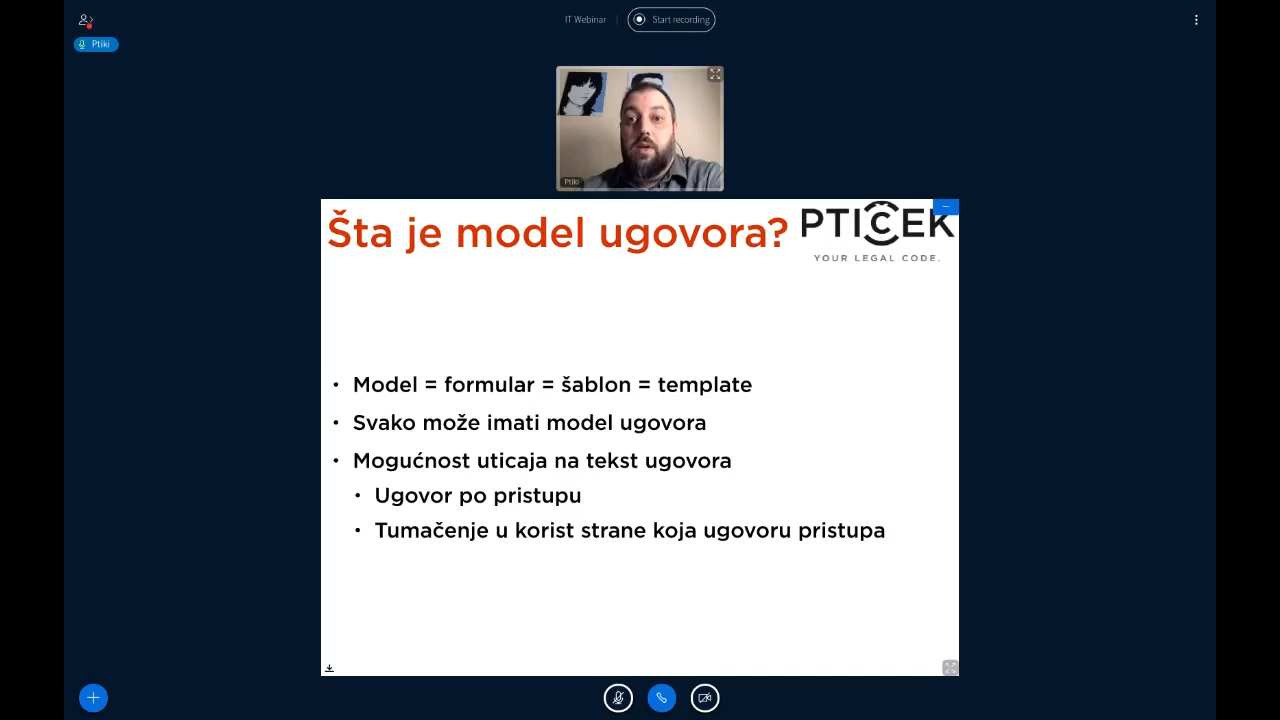 IT Webinar
Start recording
Ptiki
Ptiki
Šta je model ugovora?
PTIČEK
YOUR LEGAL CODE.
• Model = formular = šablon = template
• Svako može imati model ugovora
• Mogućnost uticaja na tekst ugovora
• Ugovor po pristupu
• Tumačenje u korist strane koja ugovoru pristupa